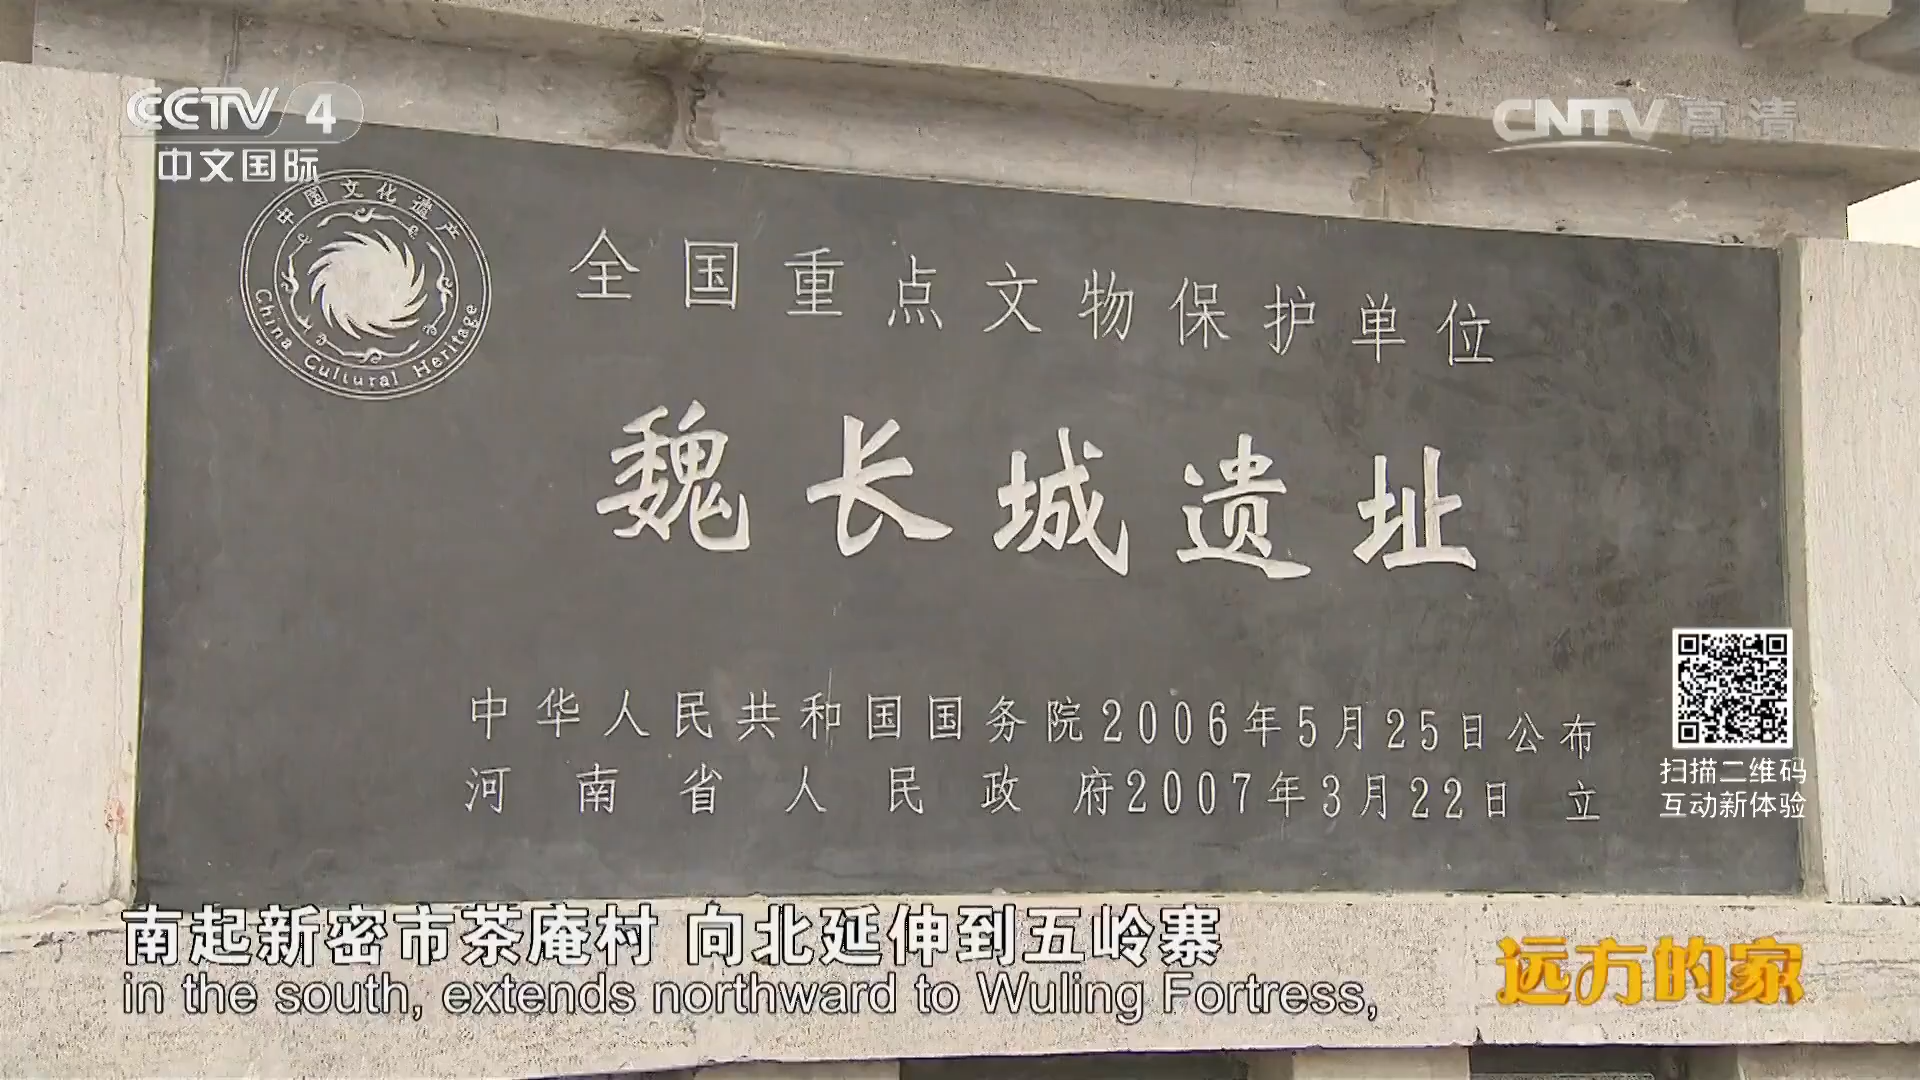 CCTV 4
中文国际
CNTV 高清
中国文化遗产
China Cultural Heritage
全国重点文物保护单位
魏长城遗址
中华人民共和国国务院2006年5月25日公布
河南省人民政府2007年3月22日 立
扫描二维码
互动新体验
南起新密市茶庵村 向北延伸到五岭寨
in the south, extends northward to Wuling Fortress,
远方的家